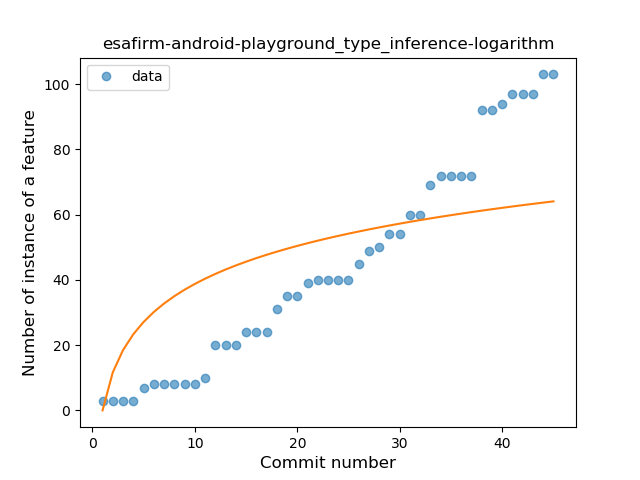 esafirm-android-playground_type_inference-logarithm
data
Number of instance of a feature
100
80
60
40
20
0
0
10
20
30
40
Commit number